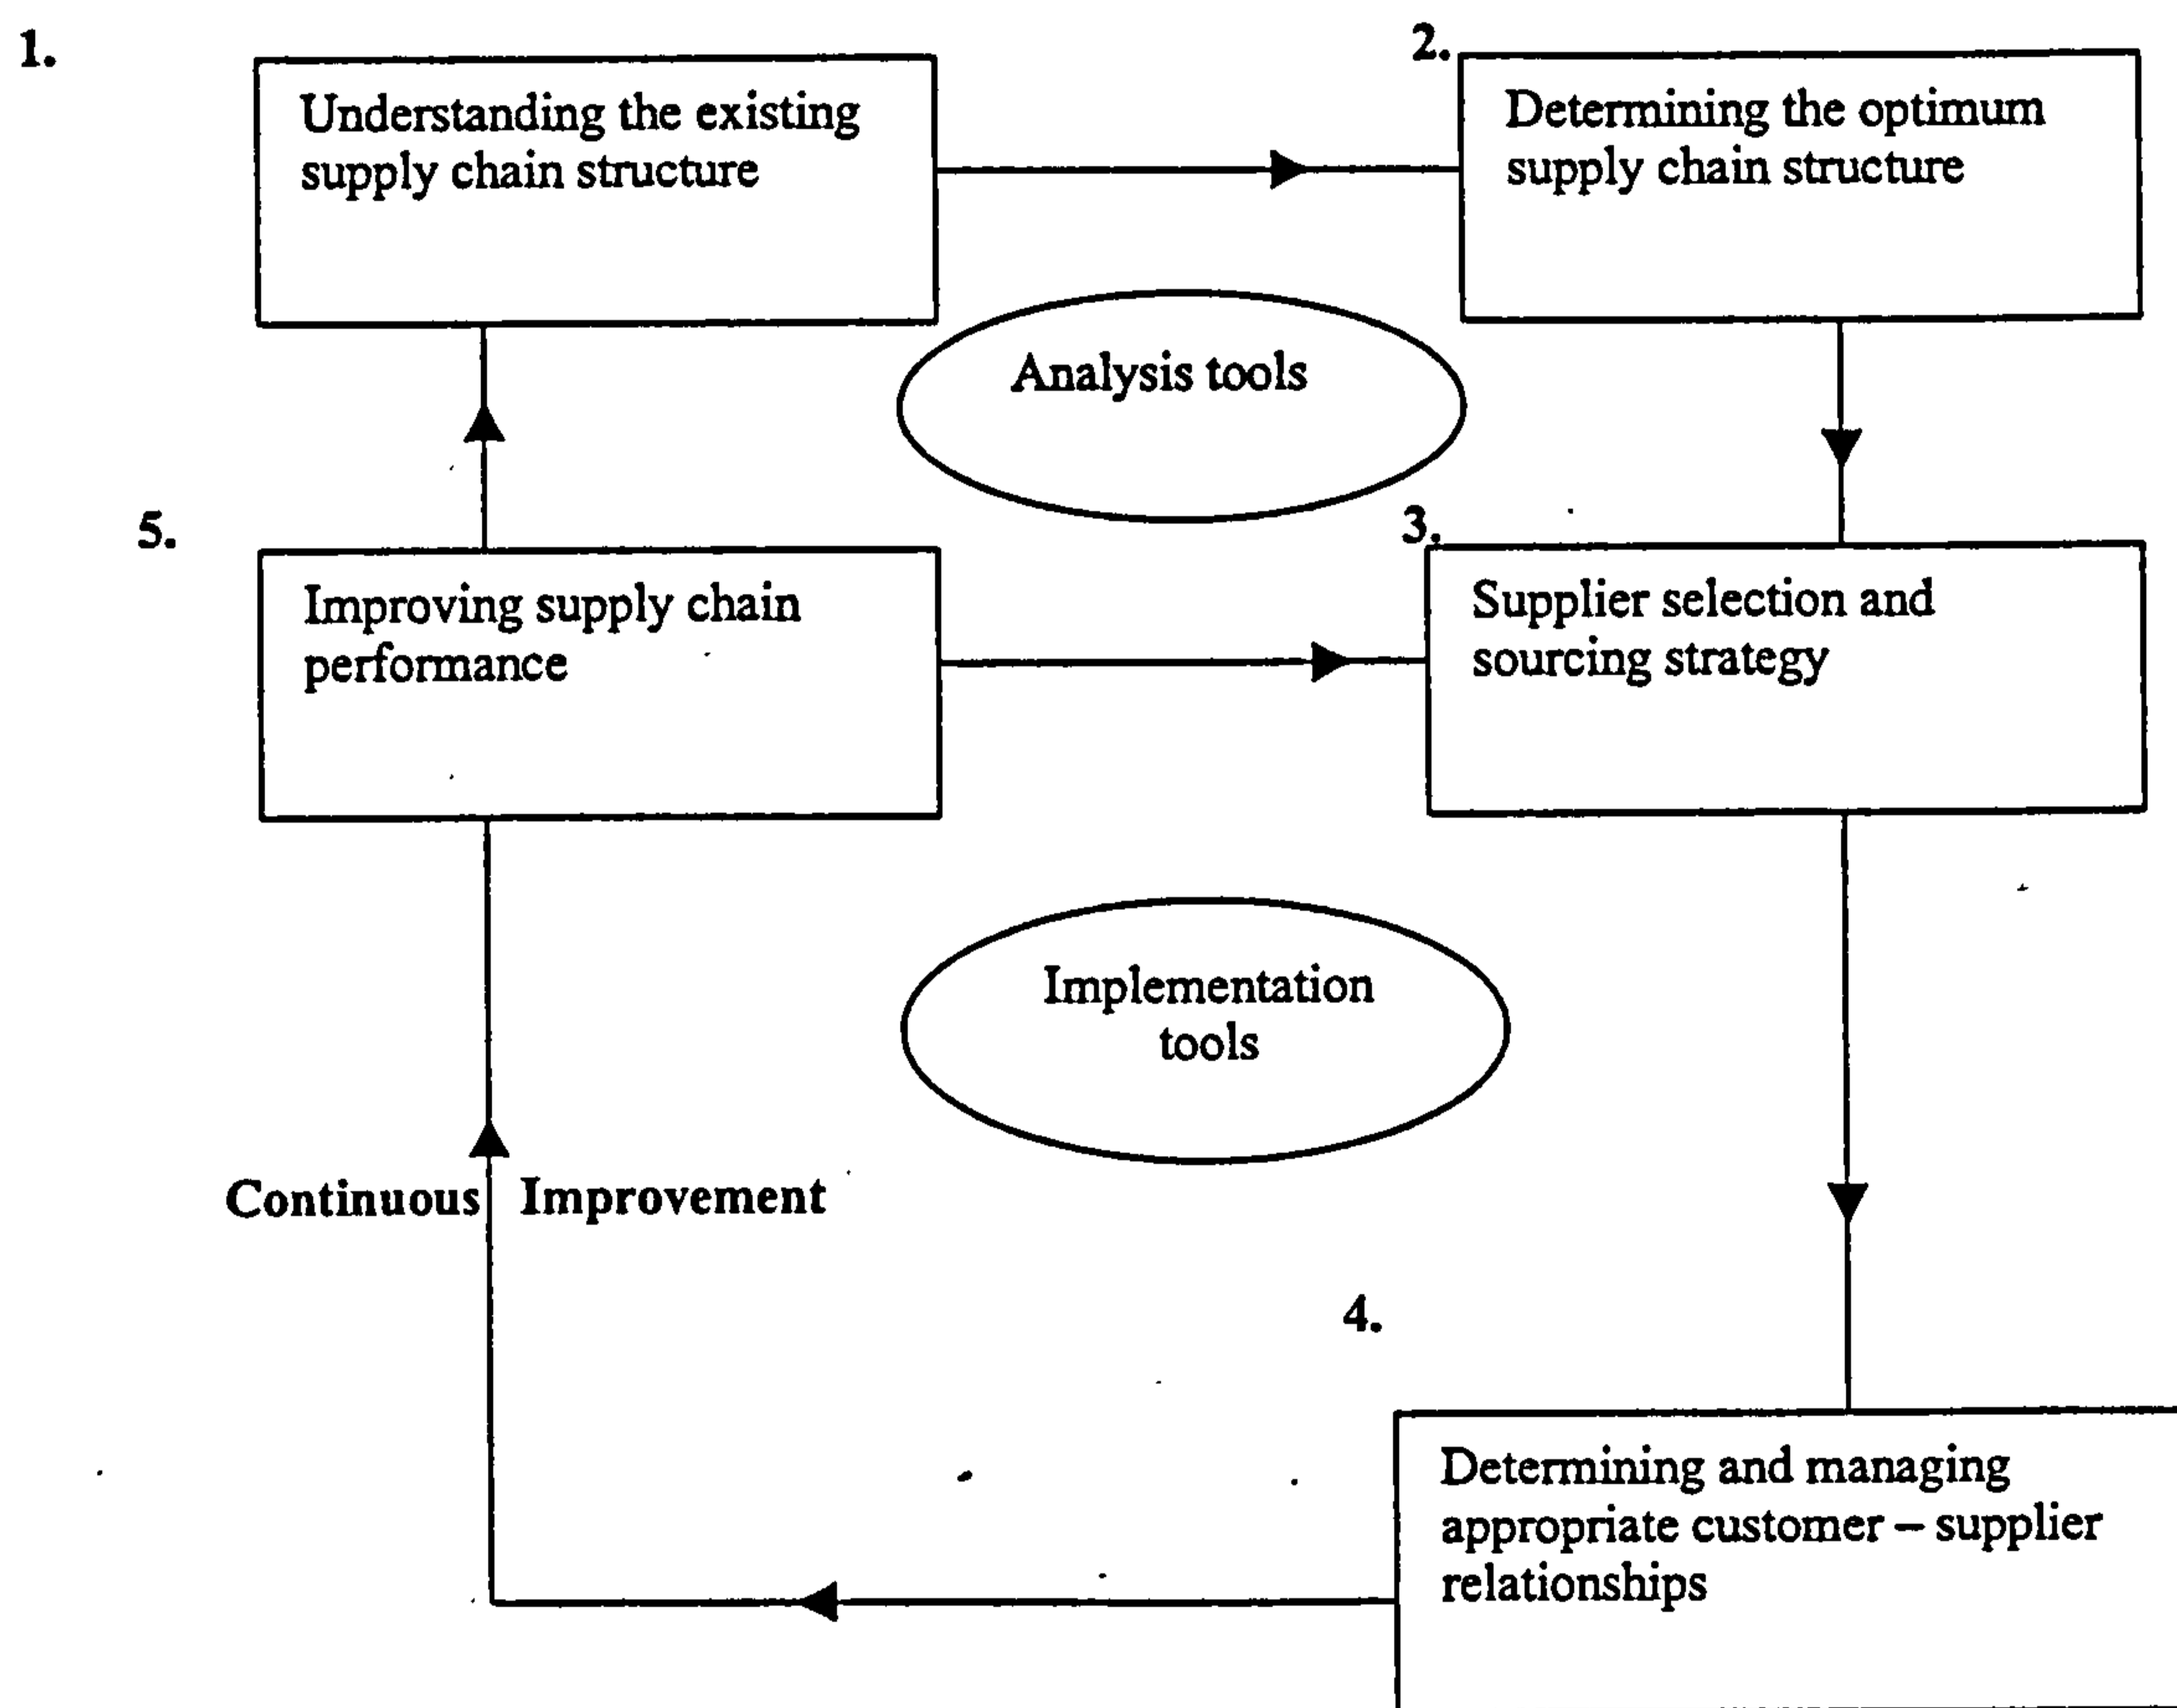 1.
Understanding the existing
supply chain structure
2.
Determining the optimum
supply chain structure
Analysis tools
5.
Improving supply chain
performance
3.
Supplier selection and
sourcing strategy
Implementation
tools
Continuous Improvement
4.
Determining and managing
appropriate customer – supplier
relationships